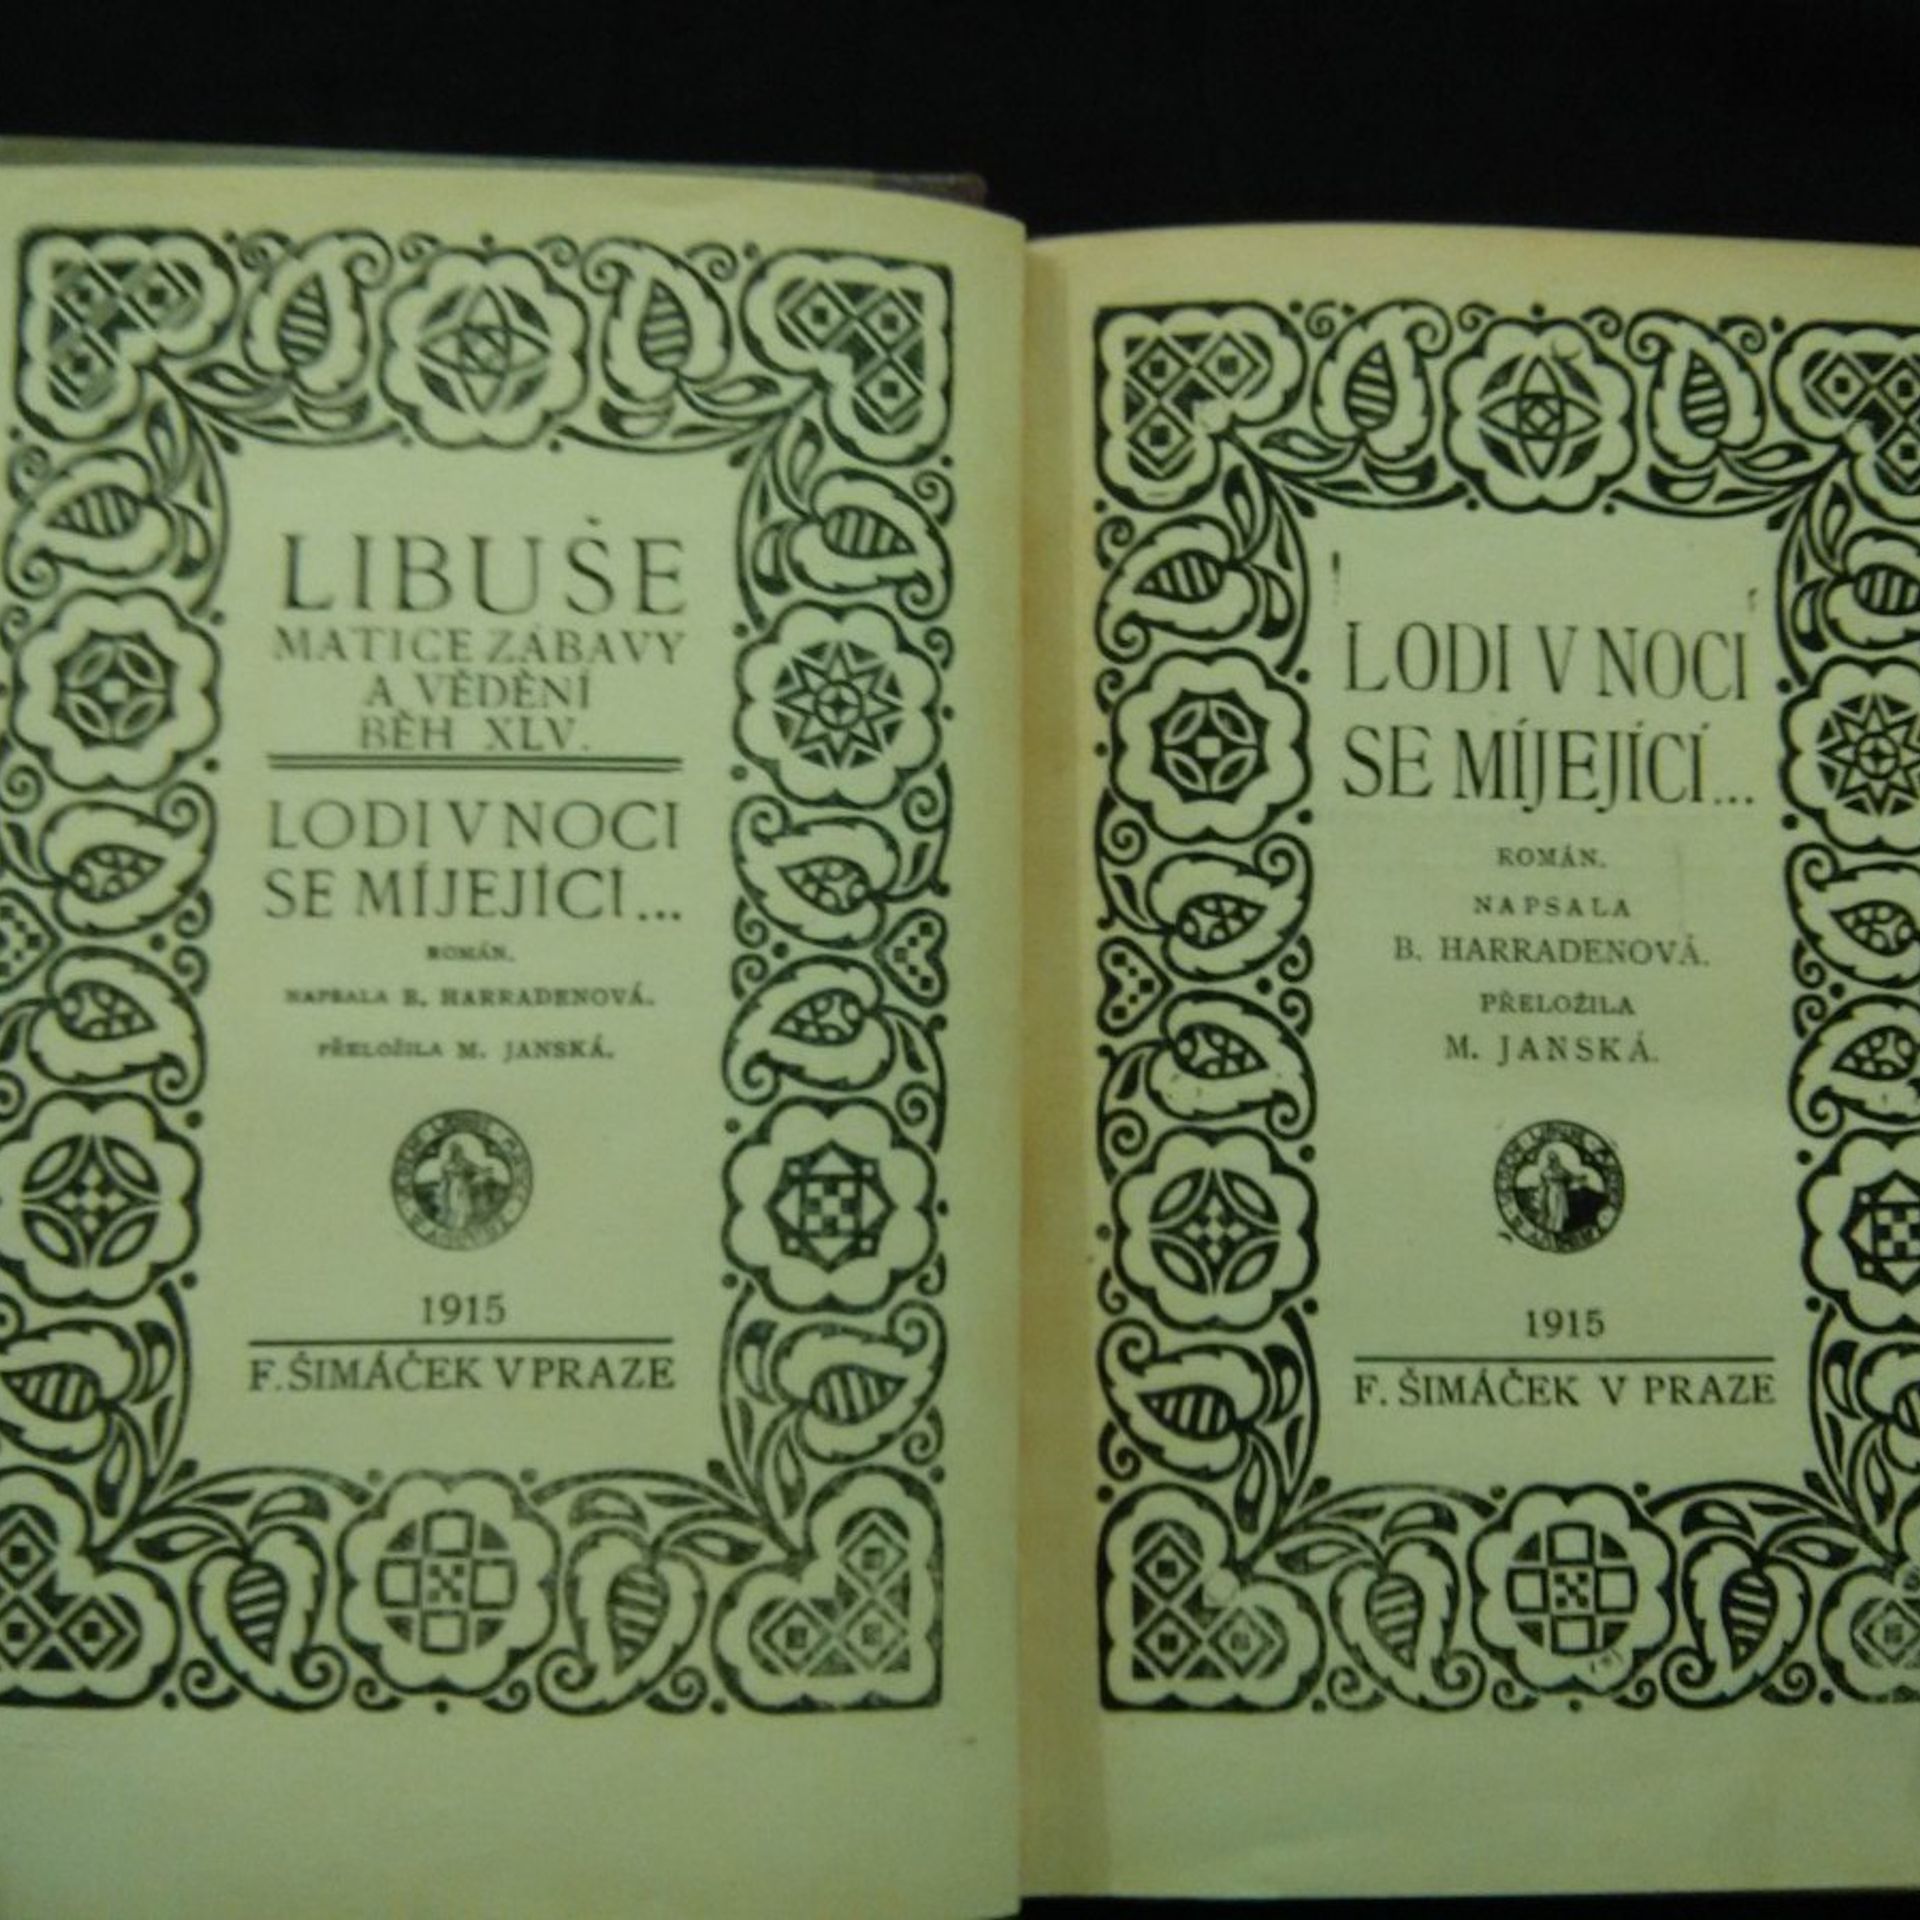 LIBUŠE
MATICE ZÁBAVY
A VĚDĚNÍ
BĚH XLV.
LODI V NOCI
SE MÍJEJÍCÍ...
ROMÁN.
NAPSALA B. HARRADENOVÁ.
PŘELOŽILA M. JANSKÁ.
1915
F. ŠIMÁČEK V PRAZE
LODI V NOCI
SE MÍJEJÍCÍ...
ROMÁN.
NAPSALA
B. HARRADENOVÁ.
PŘELOŽILA
M. JANSKÁ.
1915
F. ŠIMÁČEK V PRAZE